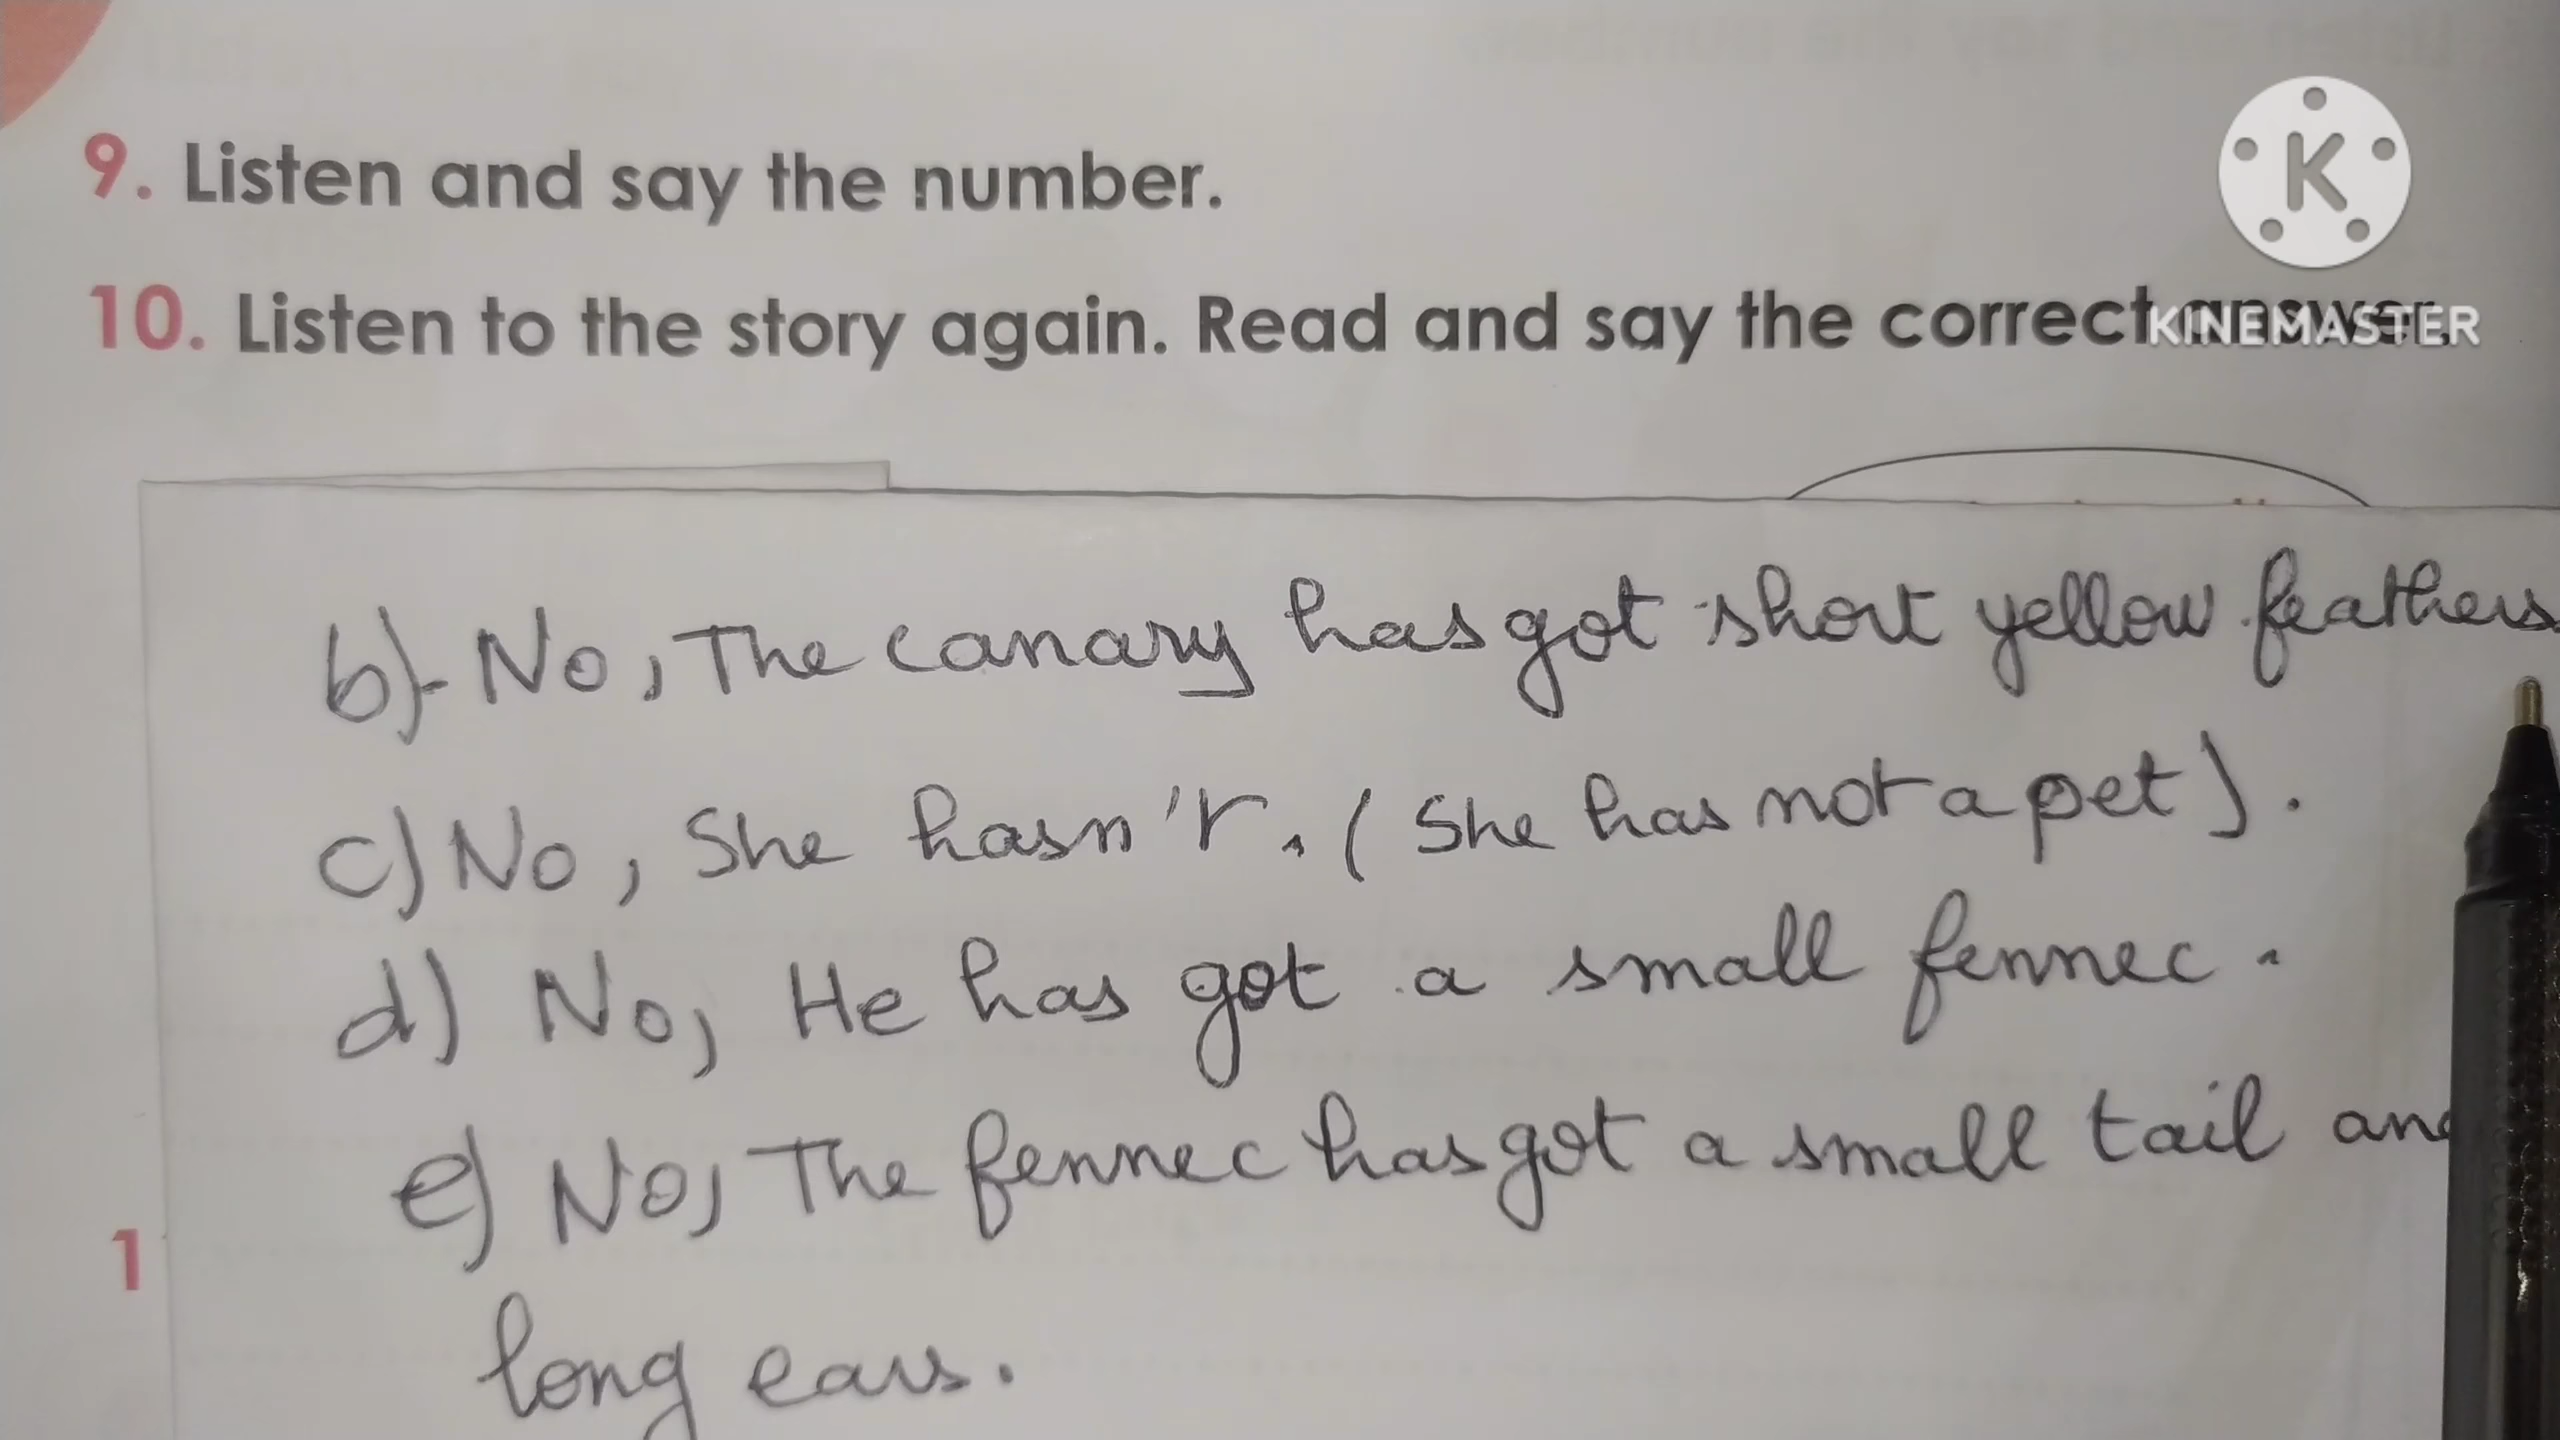 9. Listen and say the number.
10. Listen to the story again. Read and say the correct answer.
K
KINEMASTER
b)- No, The canary has got short yellow feathers
c) No, She hasn't. (She has not a pet).
d) No, He has got a small fennec.
e) No, The fennec has got a small tail and
1
long ears.